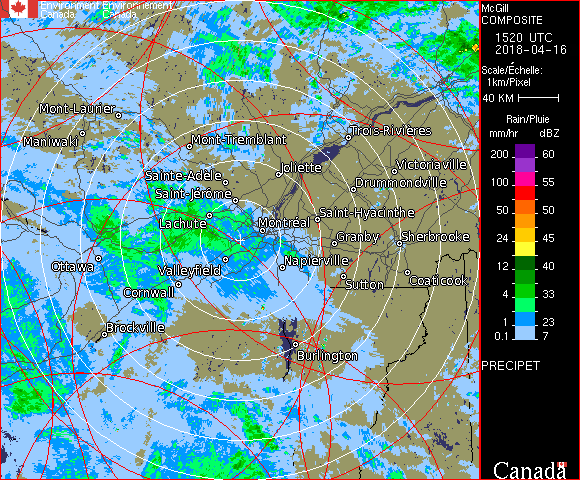 Environment Environnement
Canada Canada
McGill
COMPOSITE
1520 UTC
2018-04-16
Scale/Échelle:
1km/Pixel
40 KM
Rain/Pluie
mm/hr dBZ
200 60
100 55
50 50
45 45
24 45
12 40
4 33
1 23
0.1 7
PRECIPET
Canada
Mont-Laurier
Maniwaki
Mont-Tremblant
Trois-Rivières
Joliette
Victoriaville
Sainte-Adèle
Drummondville
Saint-Jérôme
Saint-Hyacinthe
Lachute
Montréal
Granby
Sherbrooke
Ottawa
Valleyfield
Napierville
Cornwall
Sutton
Coaticook
Brockville
Burlington